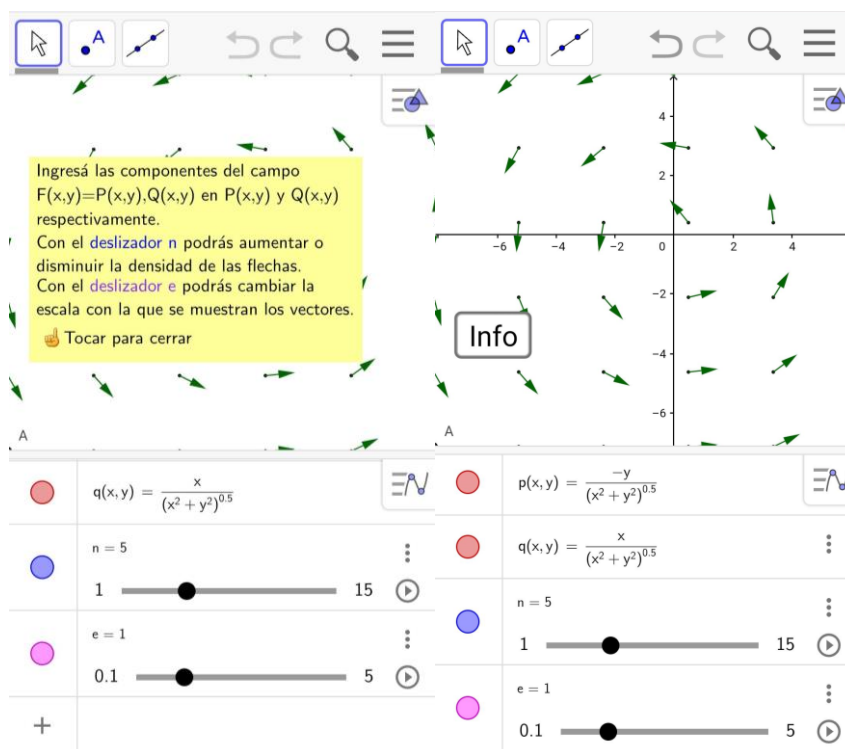 A
Ingresá las componentes del campo
F(x,y)=P(x,y),Q(x,y) en P(x,y) y Q(x,y)
respectivamente.
Con el deslizador n podrás aumentar o
disminuir la densidad de las flechas.
Con el deslizador e podrás cambiar la
escala con la que se muestran los vectores.
☝ Tocar para cerrar
A
q(x,y) = x / (x² + y²)^0.5
n = 5
1 15
e = 1
0.1 5
+
A
4
2
−6 −4 −2 0 2 4
−2
−4
−6
Info
A
p(x,y) = −y / (x² + y²)^0.5
q(x,y) = x / (x² + y²)^0.5
n = 5
1 15
e = 1
0.1 5